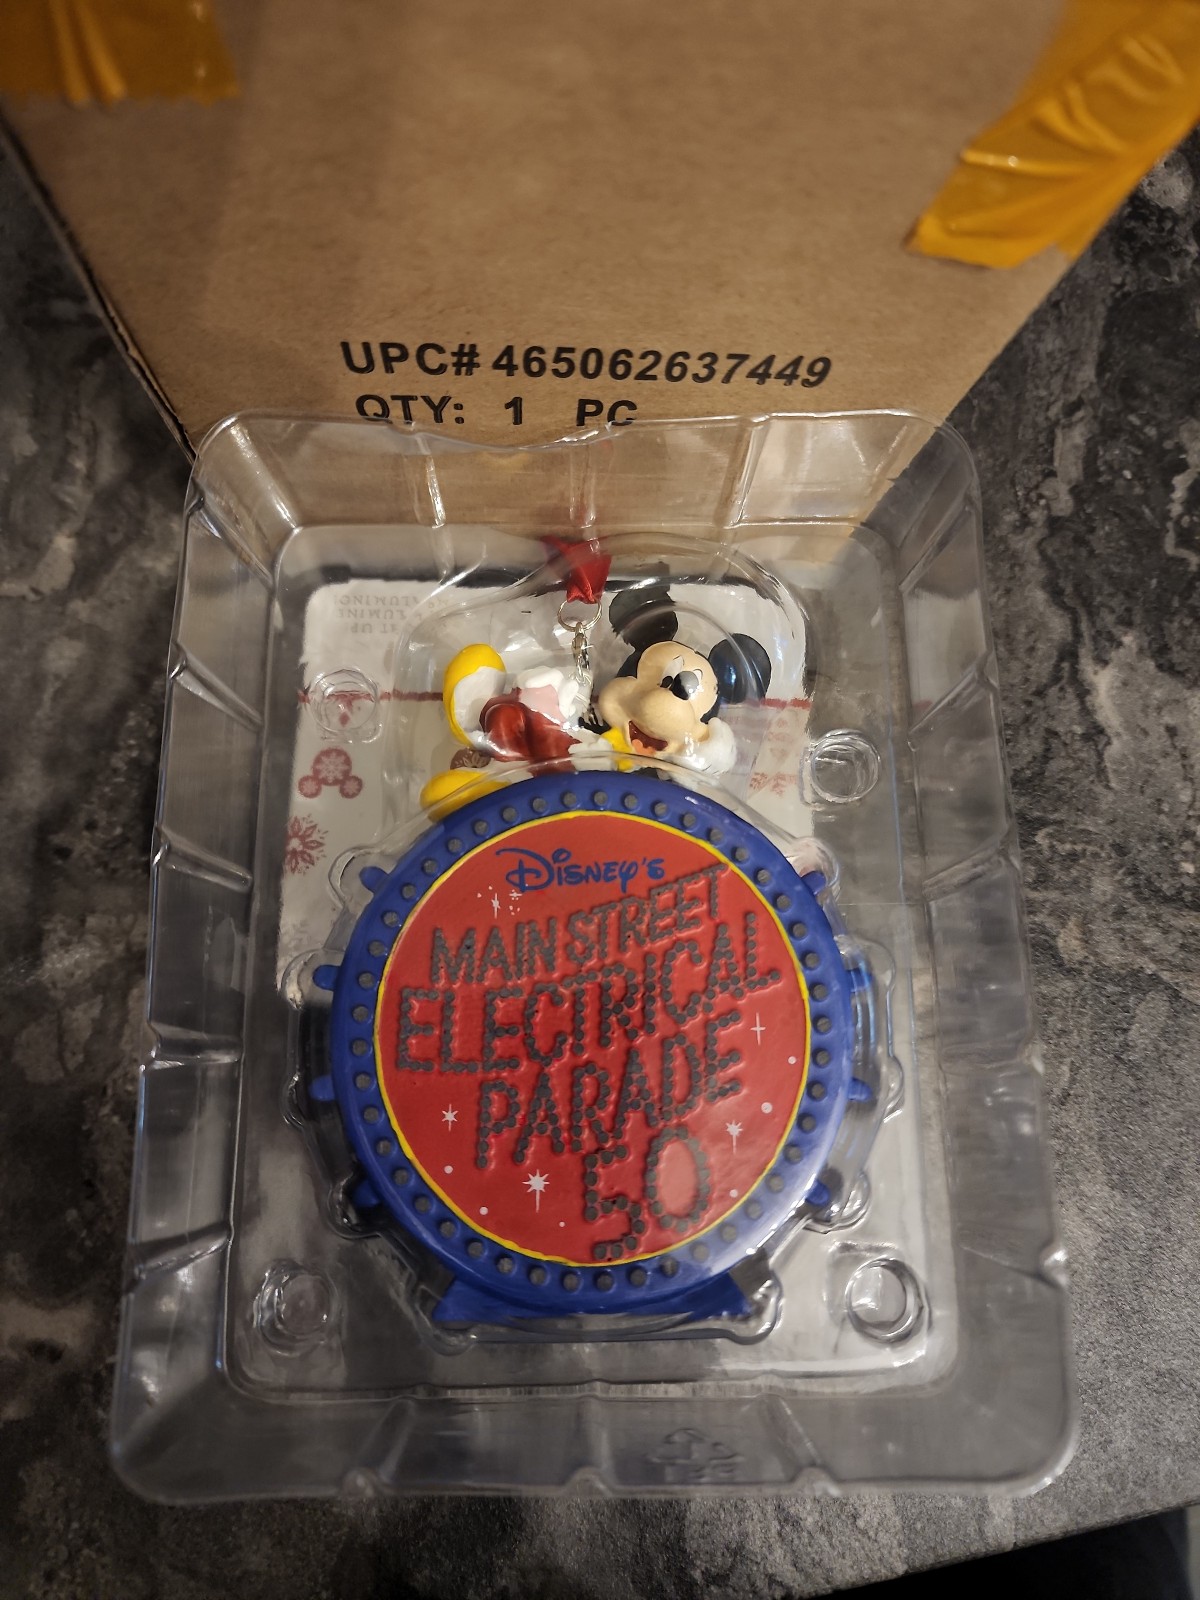 UPC# 465062637449
QTY: 1 PC
DISNEY'S
MAIN STREET
ELECTRICAL
PARADE
50